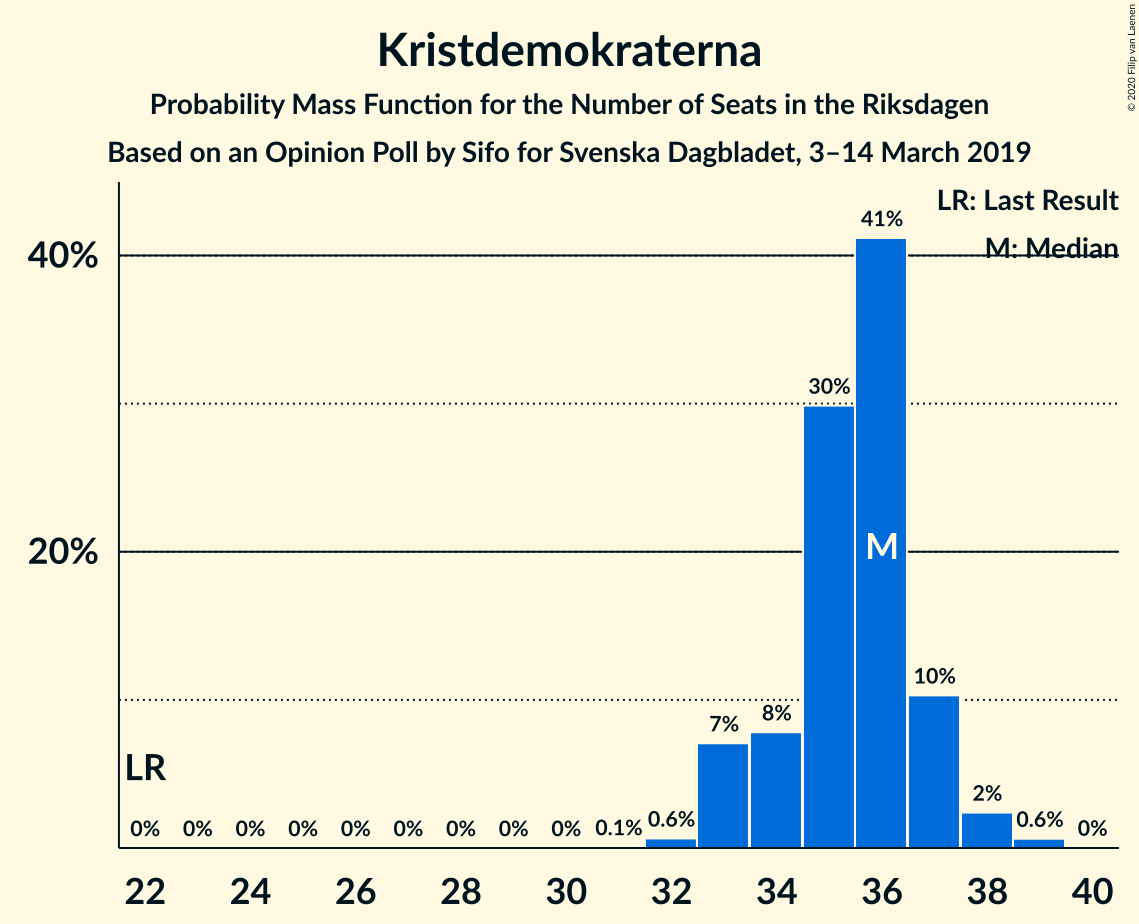 Kristdemokraterna
Probability Mass Function for the Number of Seats in the Riksdagen
Based on an Opinion Poll by Sifo for Svenska Dagbladet, 3–14 March 2019
© 2020 Filip van Laenen
LR: Last Result
M: Median
40%
20%
41%
30%
M
10%
8%
7%
LR
2%
0% 0% 0% 0% 0% 0% 0% 0% 0% 0.1% 0.6% 0.6% 0%
22 24 26 28 30 32 34 36 38 40